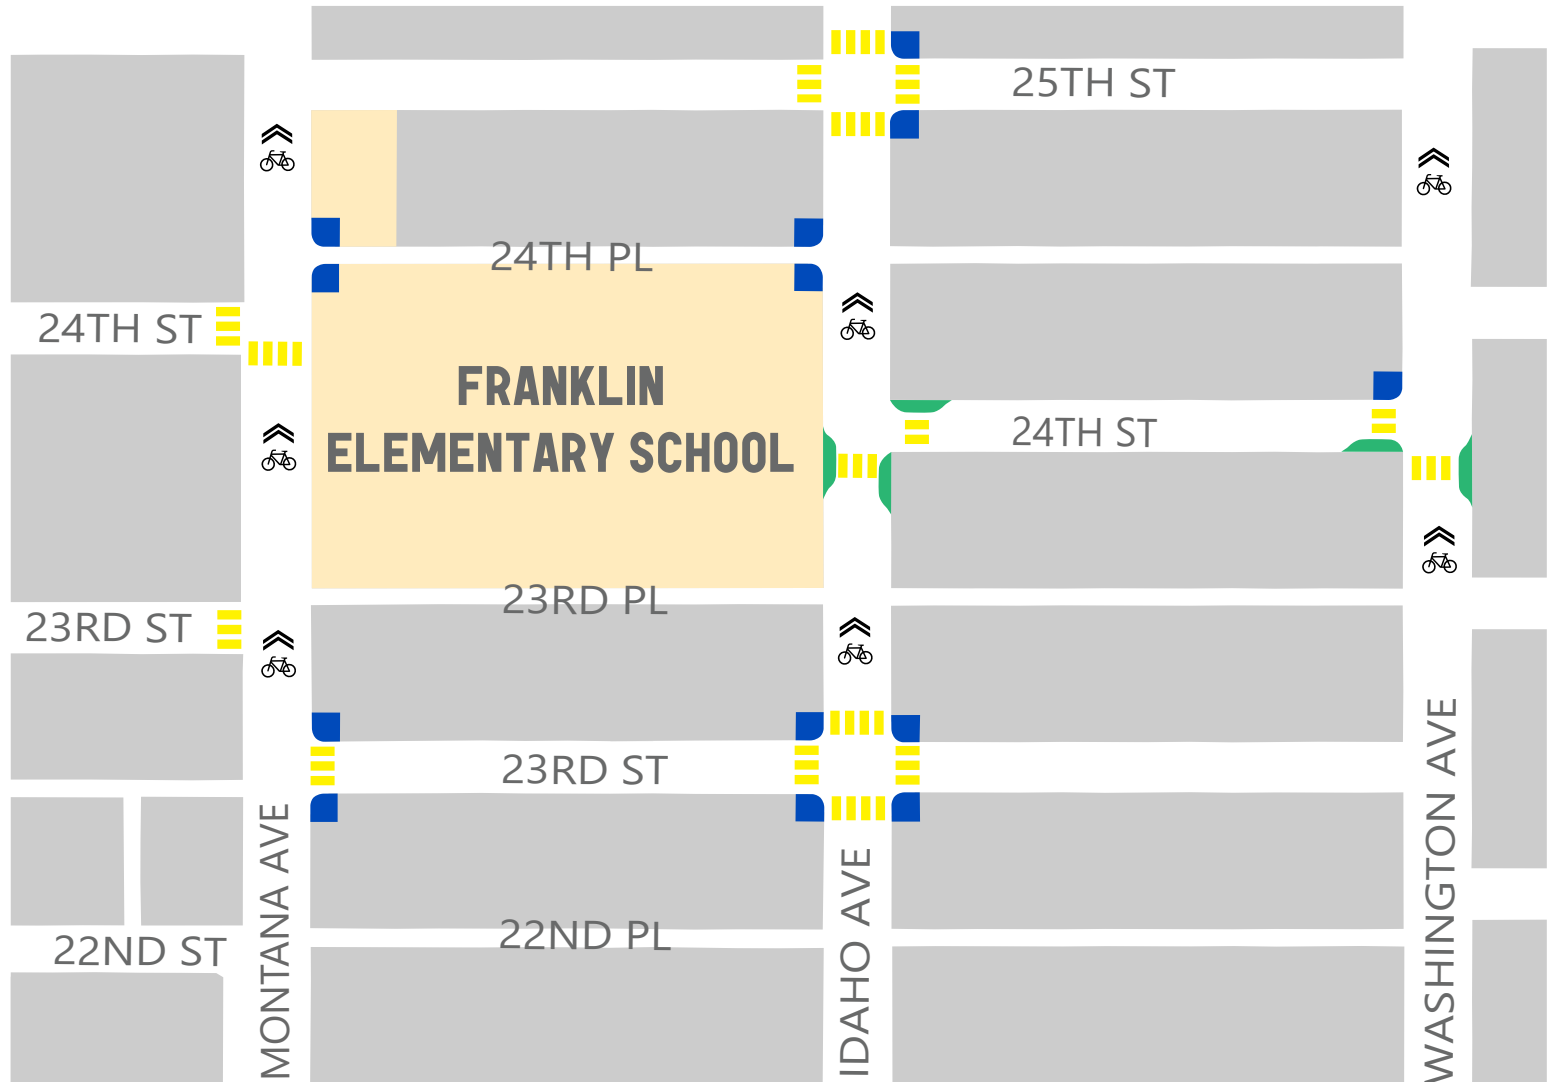 25TH ST
24TH PL
24TH ST
FRANKLIN
ELEMENTARY SCHOOL
24TH ST
23RD PL
23RD ST
23RD ST
MONTANA AVE
IDAHO AVE
WASHINGTON AVE
22ND ST
22ND PL